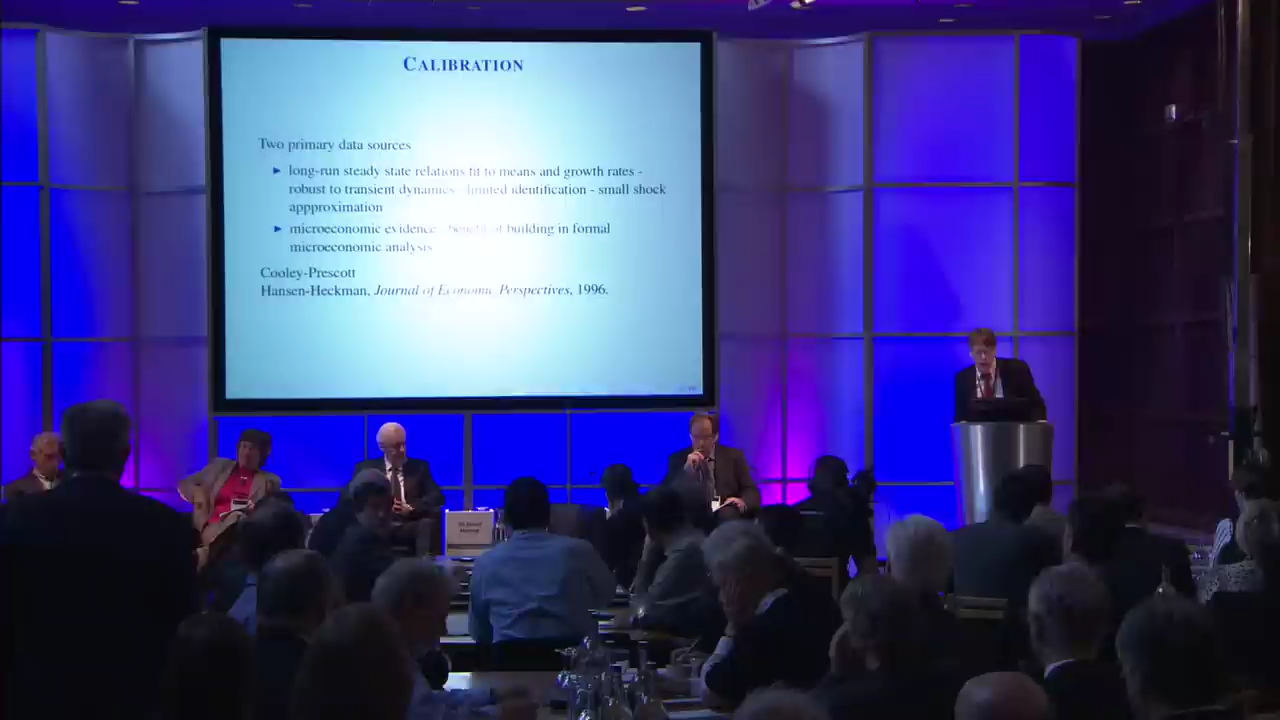 CALIBRATION
Two primary data sources
▶ long-run steady state relations fit to means and growth rates -
robust to transient dynamics - limited identification - small shock
appproximation
▶ microeconomic evidence - benefit of building in formal
microeconomic analysis
Cooley-Prescott
Hansen-Heckman, Journal of Economic Perspectives, 1996.